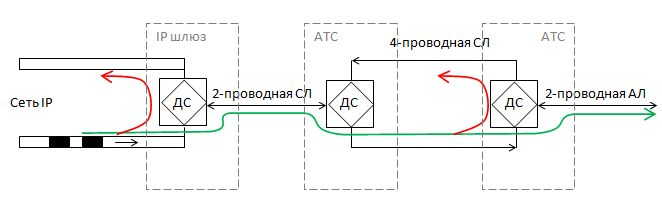 IP шлюз
АТС
4-проводная СЛ
АТС
Сеть IP
ДС
2-проводная СЛ
ДС
ДС
2-проводная АЛ